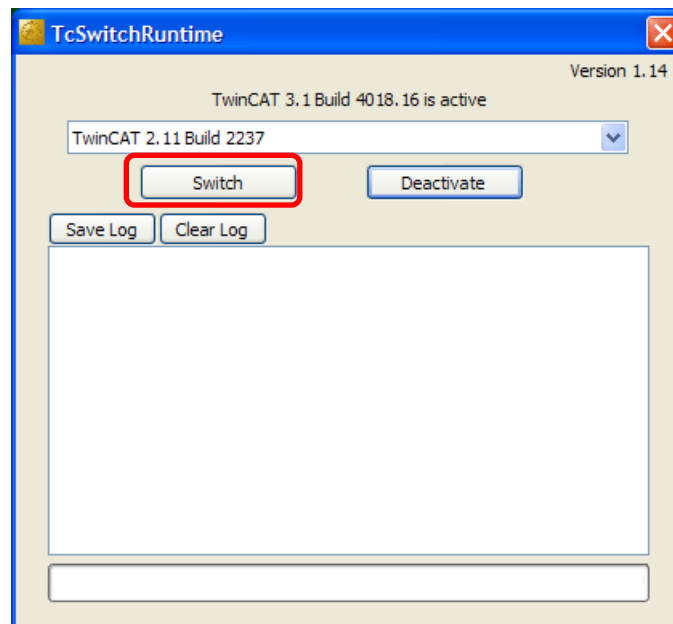 TcSwitchRuntime
Version 1.14
TwinCAT 3.1 Build 4018.16 is active
TwinCAT 2.11 Build 2237
Switch Deactivate
Save Log Clear Log